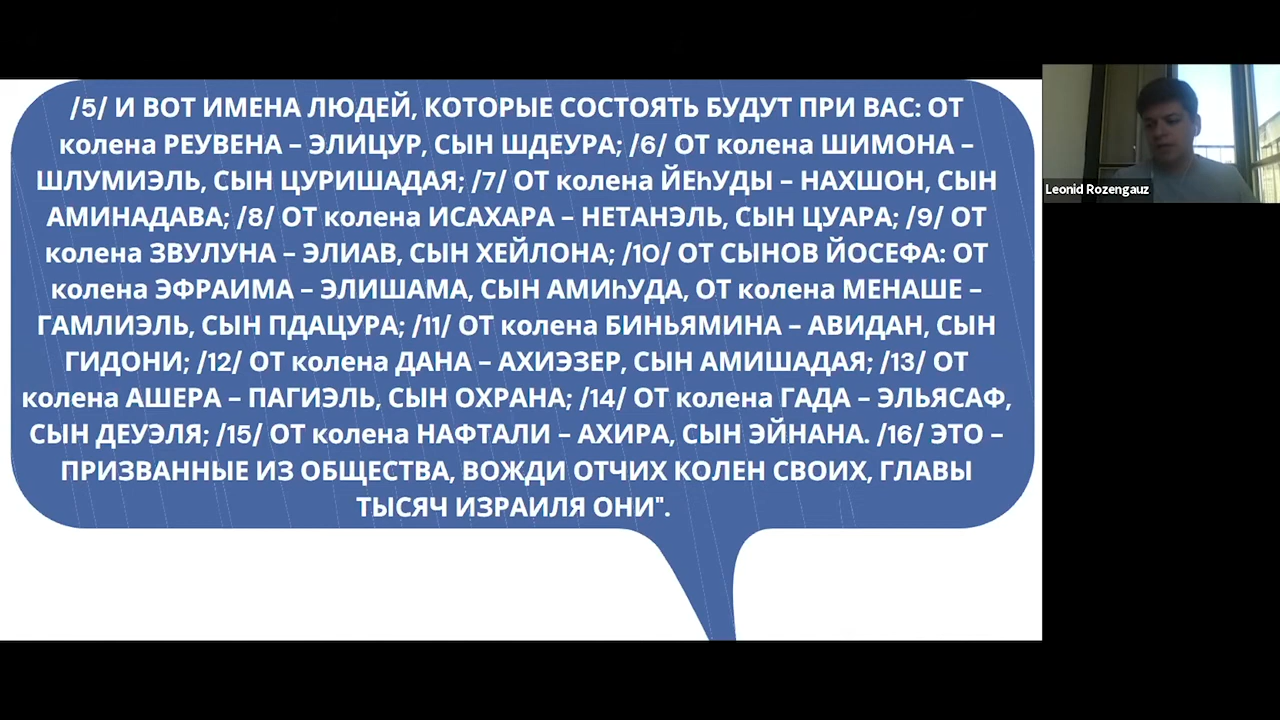 /5/ И ВОТ ИМЕНА ЛЮДЕЙ, КОТОРЫЕ СОСТОЯТЬ БУДУТ ПРИ ВАС: ОТ
колена РЕУВЕНА – ЭЛИЦУР, СЫН ШДЕУРА; /6/ ОТ колена ШИМОНА –
ШЛУМИЭЛЬ, СЫН ЦУРИШАДАЯ; /7/ ОТ колена ЙЕhУДЫ – НАХШОН, СЫН
АМИНАДАВА; /8/ ОТ колена ИСАХАРА – НЕТАНЭЛЬ, СЫН ЦУАРА; /9/ ОТ
колена ЗВУЛУНА – ЭЛИАВ, СЫН ХЕЙЛОНА; /10/ ОТ СЫНОВ ЙОСЕФА: ОТ
колена ЭФРАИМА – ЭЛИШАМА, СЫН АМИhУДА, ОТ колена МЕНАШЕ –
ГАМЛИЭЛЬ, СЫН ПДАЦУРА; /11/ ОТ колена БИНЬЯМИНА – АВИДАН, СЫН
ГИДОНИ; /12/ ОТ колена ДАНА – АХИЭЗЕР, СЫН АМИШАДАЯ; /13/ ОТ
колена АШЕРА – ПАГИЭЛЬ, СЫН ОХРАНА; /14/ ОТ колена ГАДА – ЭЛЬЯСАФ,
СЫН ДЕУЭЛЯ; /15/ ОТ колена НАФТАЛИ – АХИРА, СЫН ЭЙНАНА. /16/ ЭТО –
ПРИЗВАННЫЕ ИЗ ОБЩЕСТВА, ВОЖДИ ОТЧИХ КОЛЕН СВОИХ, ГЛАВЫ
ТЫСЯЧ ИЗРАИЛЯ ОНИ".
Leonid Rozengauz